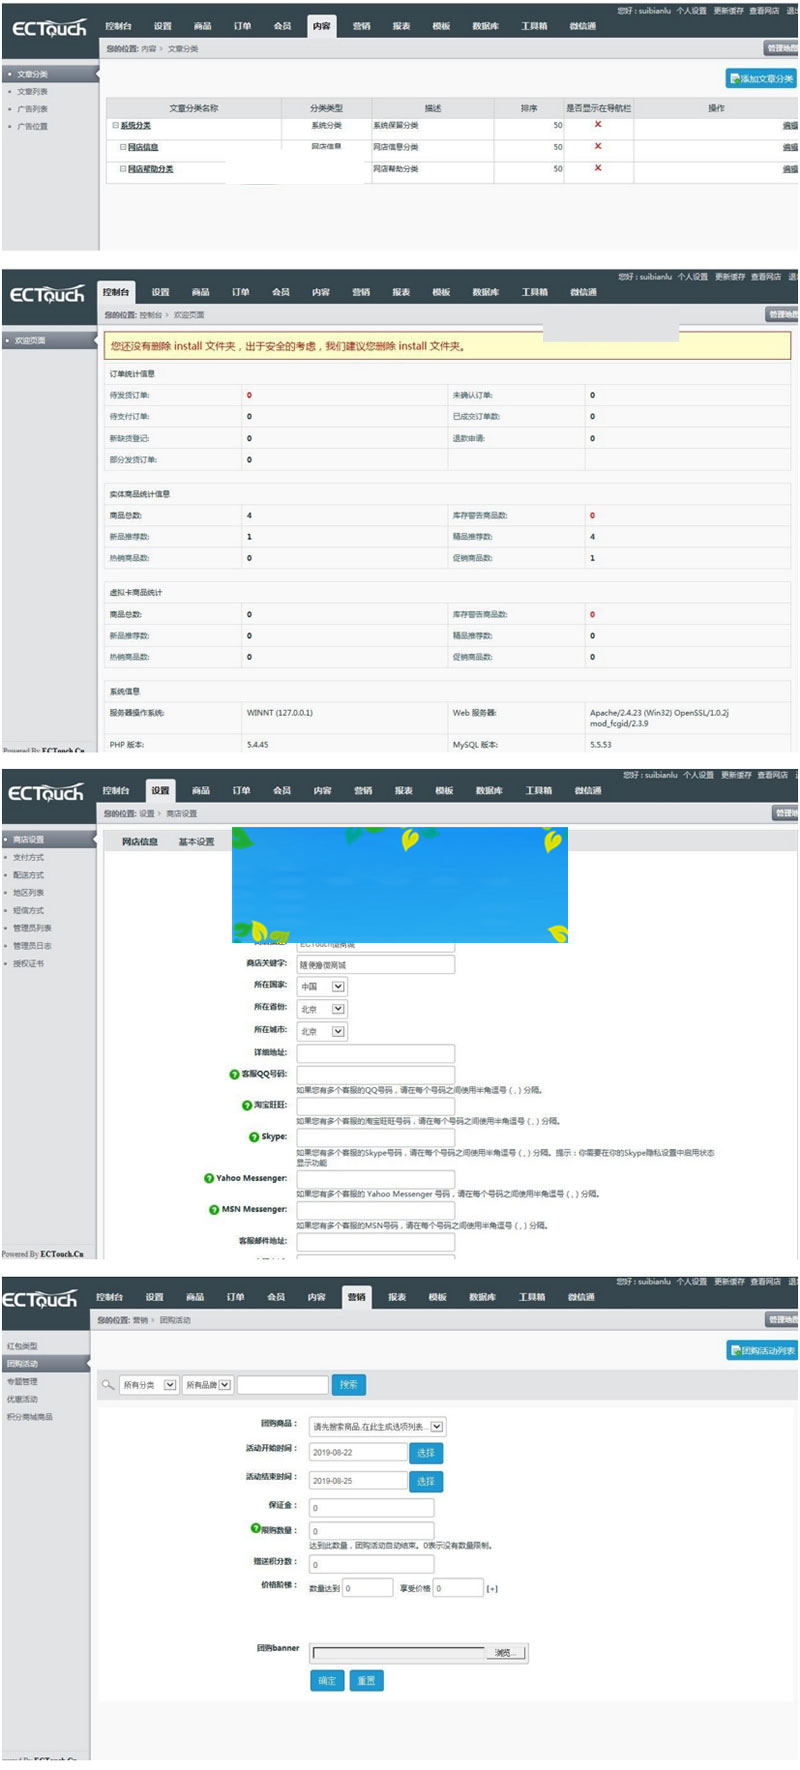 您好 : suibianlu 个人设置 更新缓存 查看网店
ECTouch 控制台 设置 商品 订单 会员 内容 营销 报表 模板 数据库 工具箱 微信通
您的位置: 内容 > 文章分类 管理地图
文章分类
文章列表
广告列表
广告位置
添加文章分类
文章分类名称 分类类型 描述 排序 是否显示在导航栏 操作
系统分类 系统分类 系统保留分类 50 编辑
网店信息 网店信息 网店信息分类 50 编辑
网店帮助分类 网店帮助分类 50 编辑
您好 : suibianlu 个人设置 更新缓存 查看网店
ECTouch 控制台 设置 商品 订单 会员 内容 营销 报表 模板 数据库 工具箱 微信通
您的位置: 控制台 > 欢迎页面 管理地图
欢迎页面
您还没有删除 install 文件夹，出于安全的考虑，我们建议您删除 install 文件夹。
订单统计信息
待发货订单: 0 未确认订单: 0
待支付订单: 0 已成交订单数: 0
新缺货登记: 0 退款申请: 0
部分发货订单: 0
实体商品统计信息
商品总数: 4 库存警告商品数: 0
新品推荐数: 1 精品推荐数: 4
热销商品数: 0 促销商品数: 1
虚拟卡商品统计
商品总数: 0 库存警告商品数: 0
新品推荐数: 0 精品推荐数: 0
热销商品数: 0 促销商品数: 0
系统信息
服务器操作系统: WINNT (127.0.0.1) Web 服务器: Apache/2.4.23 (Win32) OpenSSL/1.0.2j
mod_fcgid/2.3.9
PHP 版本: 5.4.45 MySQL 版本: 5.5.53
Powered By ECTouch.Cn
您好 : suibianlu 个人设置 更新缓存 查看网店
ECTouch 控制台 设置 商品 订单 会员 内容 营销 报表 模板 数据库 工具箱 微信通
您的位置: 设置 > 商店设置 管理地
商店设置
支付方式
配送方式
地区列表
短信方式
管理员列表
管理员日志
授权证书
网店信息 基本设置
ECTouch微商城
商店关键字: 随便撸微商城
所在国家: 中国
所在省份: 北京
所在城市: 北京
详细地址:
客服QQ号码:
如果您有多个客服的QQ号码，请在每个号码之间使用半角逗号（,）分隔。
淘宝旺旺:
如果您有多个客服的淘宝旺旺号码，请在每个号码之间使用半角逗号（,）分隔。
Skype:
如果您有多个客服的Skype号码，请在每个号码之间使用半角逗号（,）分隔。提示：你需要在你的Skype隐私设置中启用状态
显示功能
Yahoo Messenger:
如果您有多个客服的 Yahoo Messenger 号码，请在每个号码之间使用半角逗号（,）分隔。
MSN Messenger:
如果您有多个客服的MSN号码，请在每个号码之间使用半角逗号（,）分隔。
客服邮件地址:
Powered By ECTouch.Cn
您好 : suibianlu 个人设置 更新缓存 查看网店
ECTouch 控制台 设置 商品 订单 会员 内容 营销 报表 模板 数据库 工具箱 微信通
您的位置: 营销 > 团购活动 管理地图
红包类型
团购活动
专题管理
优惠活动
积分商城商品
团购活动列表
所有分类 所有品牌 搜索
团购商品： 请先搜索商品,在此生成选项列表...
活动开始时间： 2019-08-22 选择
活动结束时间： 2019-08-25 选择
保证金： 0
限购数量： 0
达到此数量，团购活动自动结束。0表示没有数量限制。
赠送积分数： 0
价格阶梯： 数量达到 0 享受价格 0 [+]
团购banner 浏览...
确定 重置